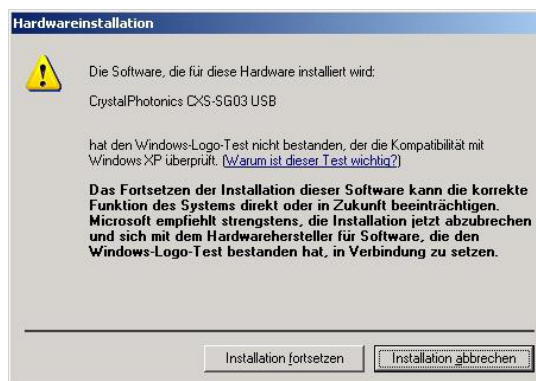 Hardwareinstallation
Die Software, die für diese Hardware installiert wird:
CrystalPhotonics CXS-SG03 USB
hat den Windows-Logo-Test nicht bestanden, der die Kompatibilität mit
Windows XP überprüft. (Warum ist dieser Test wichtig?)
Das Fortsetzen der Installation dieser Software kann die korrekte
Funktion des Systems direkt oder in Zukunft beeinträchtigen.
Microsoft empfiehlt strengstens, die Installation jetzt abzubrechen
und sich mit dem Hardwarehersteller für Software, die den
Windows-Logo-Test bestanden hat, in Verbindung zu setzen.
Installation fortsetzen
Installation abbrechen